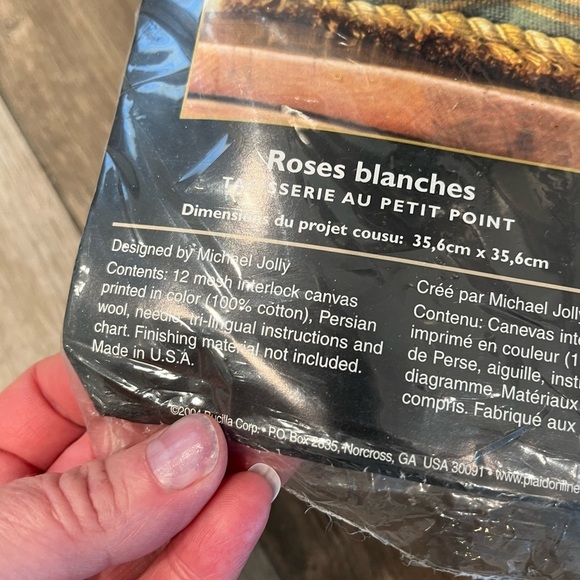 Roses blanches
TAPISSERIE AU PETIT POINT
Dimensions du projet cousu: 35,6cm x 35,6cm
Designed by Michael Jolly
Contents: 12 mesh interlock canvas
printed in color (100% cotton), Persian
wool, needle, tri-lingual instructions and
chart. Finishing material not included.
Made in U.S.A.
Créé par Michael Jolly
Contenu: Canevas inte
imprimé en couleur (1
de Perse, aiguille, inst
diagramme. Matériaux
compris. Fabriqué aux
©2004 Bucilla Corp. • P.O. Box 2835, Norcross, GA USA 30091 • www.plaidonline